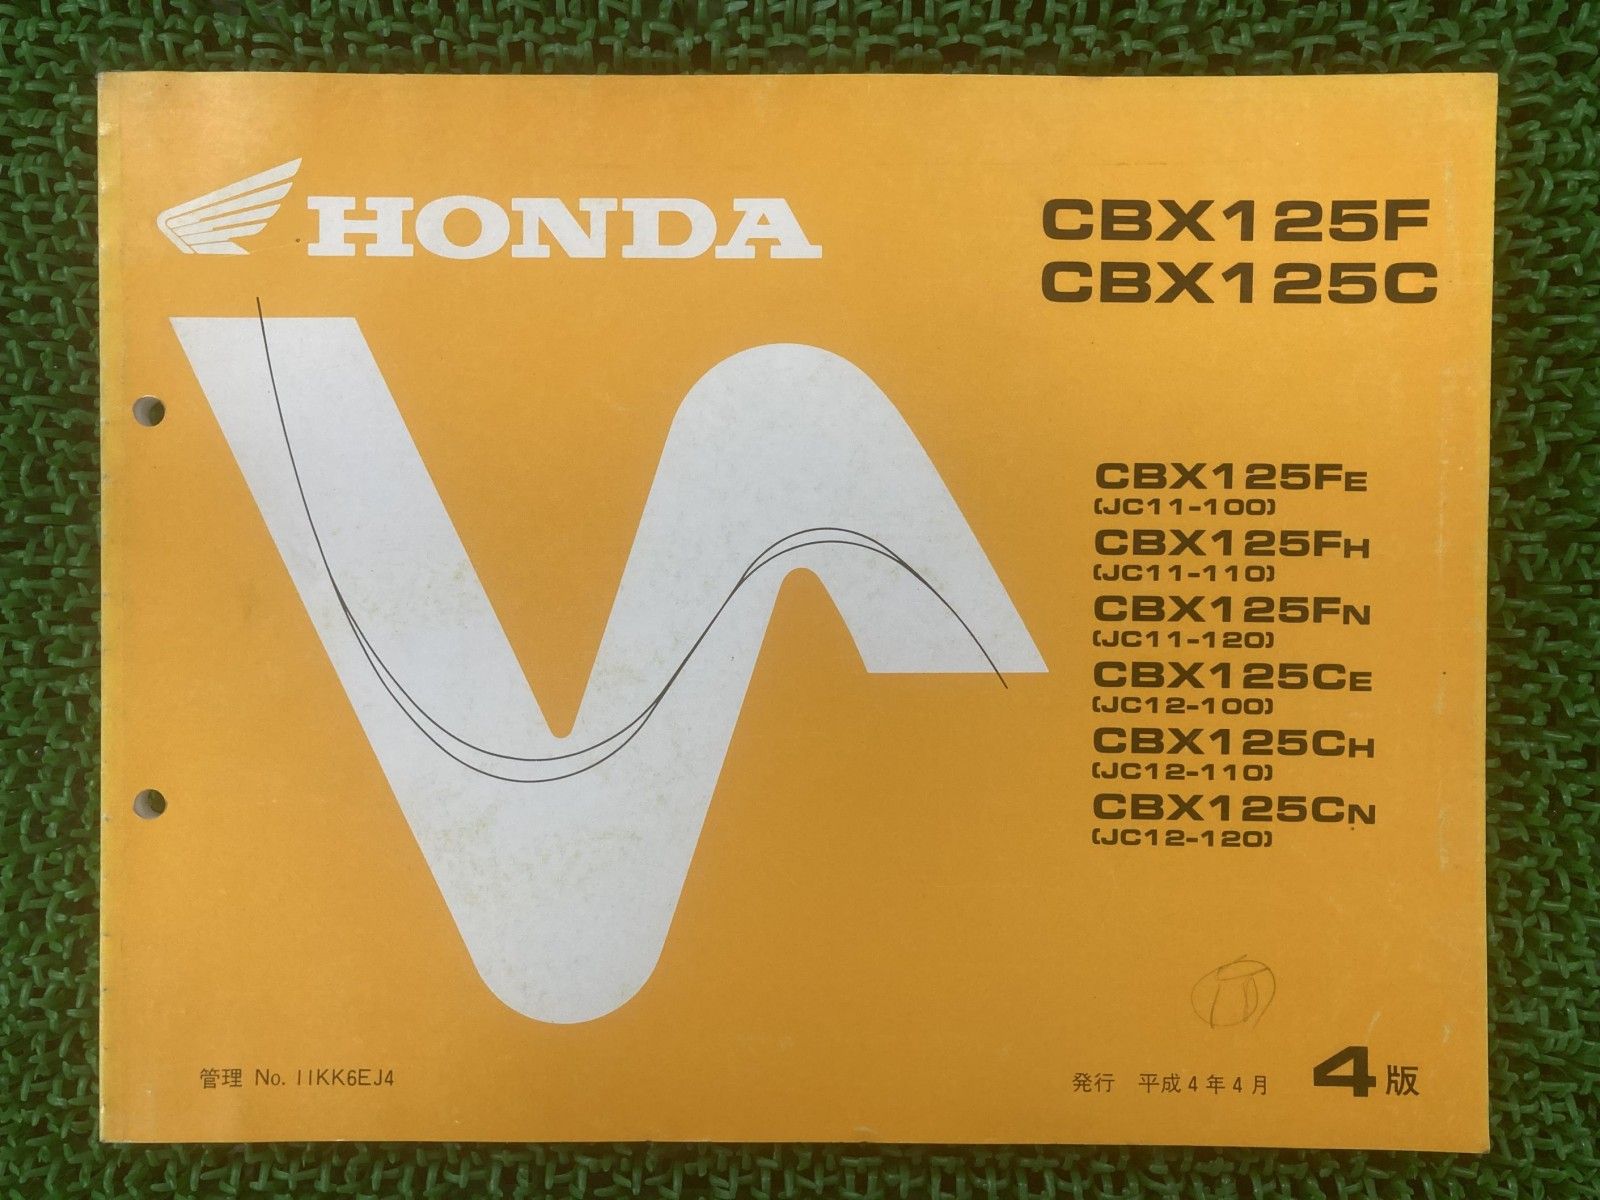 HONDA
CBX125F
CBX125C
CBX125FE
(JC11-100)
CBX125FH
(JC11-110)
CBX125FN
(JC11-120)
CBX125CE
(JC12-100)
CBX125CH
(JC12-110)
CBX125CN
(JC12-120)
管理 No. 11KK6EJ4
発行 平成4年4月 4版